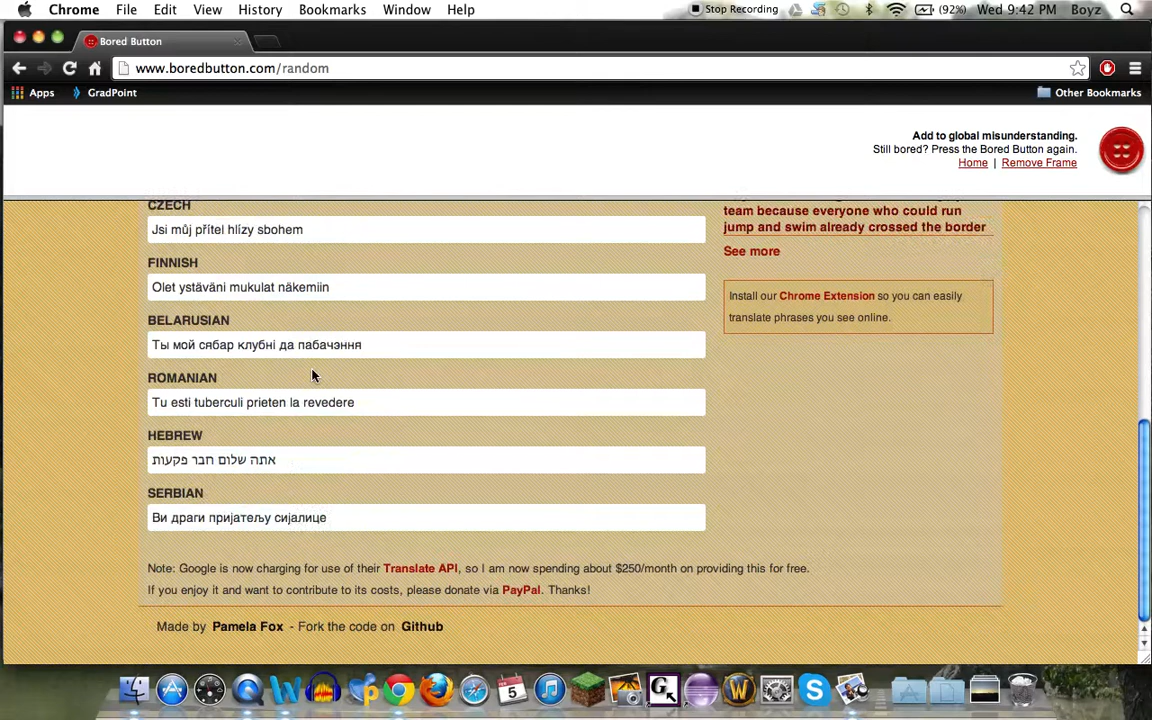 Chrome File Edit View History Bookmarks Window Help Stop Recording (92%) Wed 9:42 PM Boyz
Bored Button
www.boredbutton.com/random
Apps GradPoint Other Bookmarks
Add to global misunderstanding.
Still bored? Press the Bored Button again.
Home | Remove Frame
CZECH
Jsi můj přítel hlízy sbohem
FINNISH
Olet ystäväni mukulat näkemiin
BELARUSIAN
Ты мой сябар клубні да пабачэння
ROMANIAN
Tu esti tuberculi prieten la revedere
HEBREW
אתה שלום חבר פקעות
SERBIAN
Ви драги пријатељу сијалице
team because everyone who could run
jump and swim already crossed the border
See more
Install our Chrome Extension so you can easily
translate phrases you see online.
Note: Google is now charging for use of their Translate API, so I am now spending about $250/month on providing this for free.
If you enjoy it and want to contribute to its costs, please donate via PayPal. Thanks!
Made by Pamela Fox - Fork the code on Github